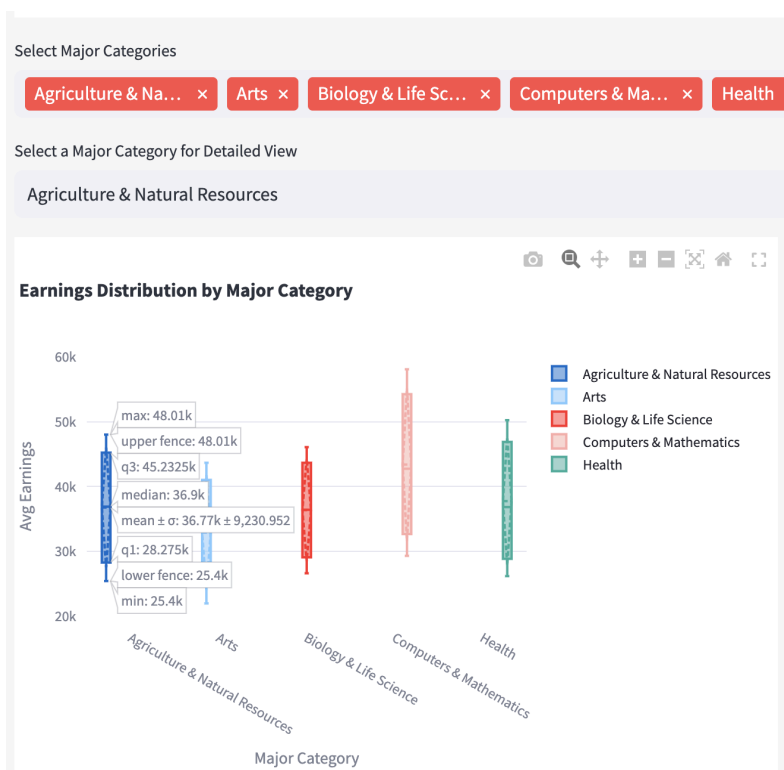 Select Major Categories
Agriculture & Na... × Arts × Biology & Life Sc... × Computers & Ma... × Health
Select a Major Category for Detailed View
Agriculture & Natural Resources
Earnings Distribution by Major Category
60k
50k
40k
30k
20k
Avg Earnings
max: 48.01k
upper fence: 48.01k
q3: 45.2325k
median: 36.9k
mean ± σ: 36.77k ± 9,230.952
q1: 28.275k
lower fence: 25.4k
min: 25.4k
Agriculture & Natural Resources
Arts
Biology & Life Science
Computers & Mathematics
Health
Major Category
Agriculture & Natural Resources
Arts
Biology & Life Science
Computers & Mathematics
Health